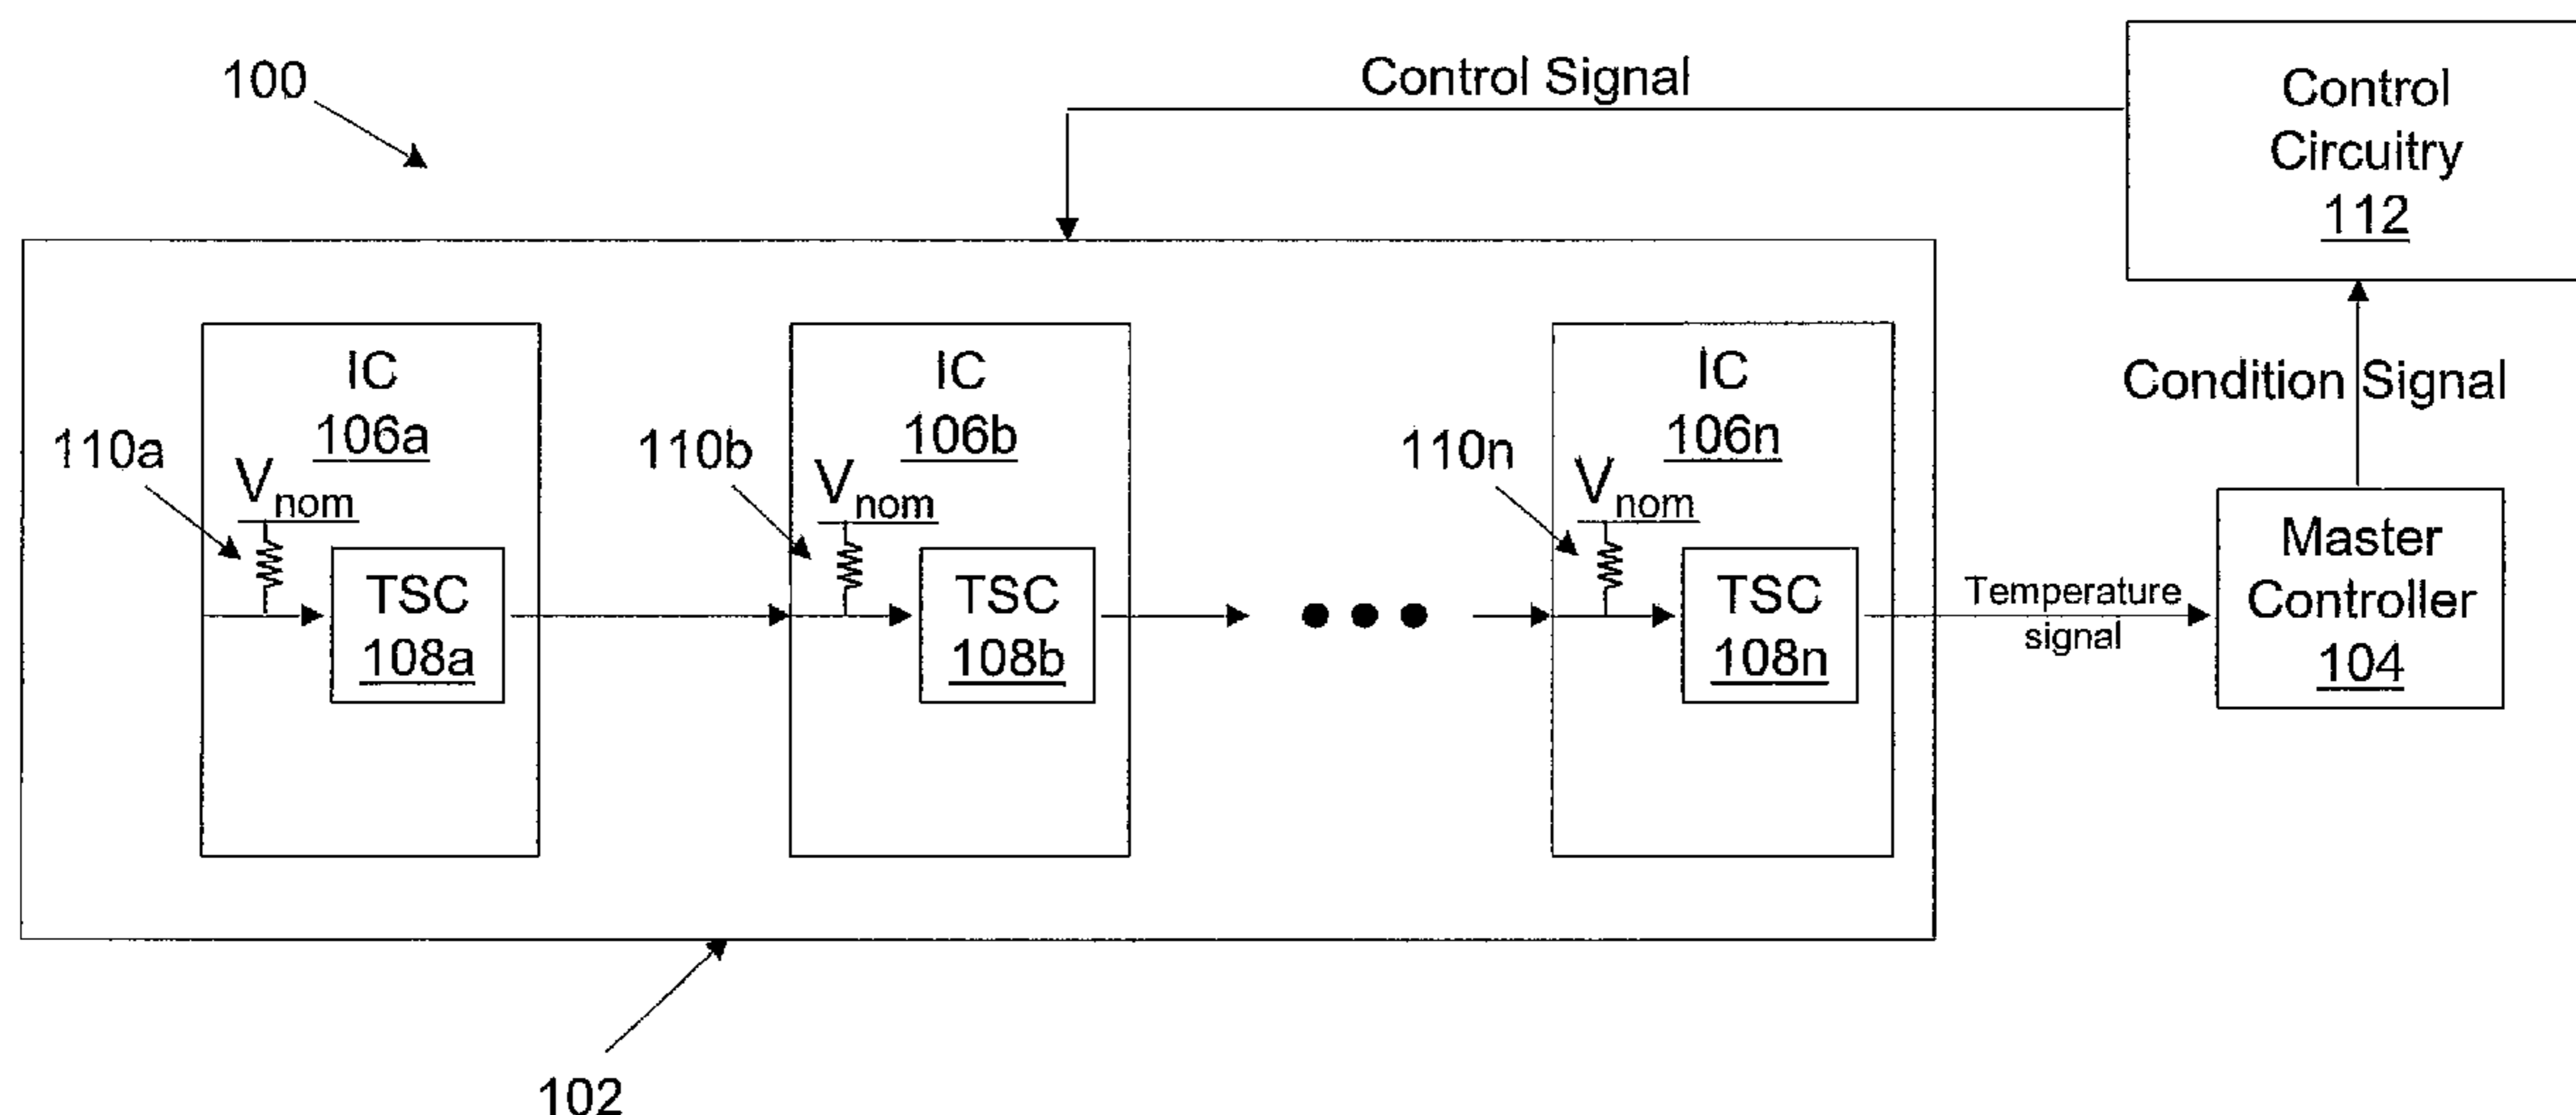 100
Control Signal
Control
Circuitry
112
IC
106a
110a
Vnom
TSC
108a
IC
106b
110b
Vnom
TSC
108b
IC
106n
110n
Vnom
TSC
108n
Condition Signal
Temperature
signal
Master
Controller
104
102